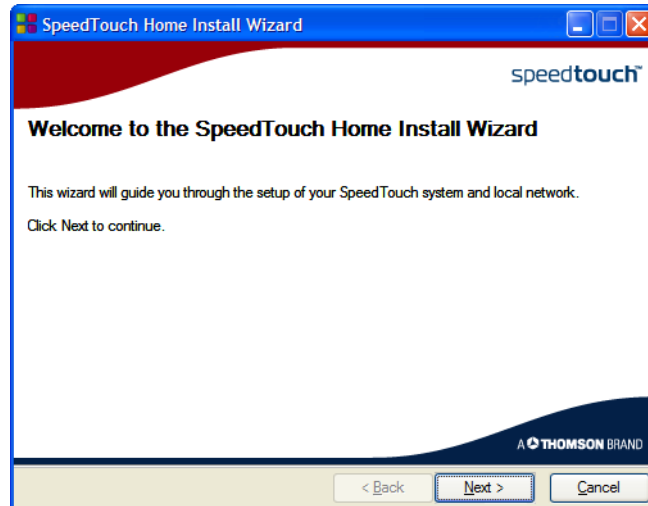 SpeedTouch Home Install Wizard
speedtouch™
Welcome to the SpeedTouch Home Install Wizard
This wizard will guide you through the setup of your SpeedTouch system and local network.
Click Next to continue.
A THOMSON BRAND
< Back Next > Cancel